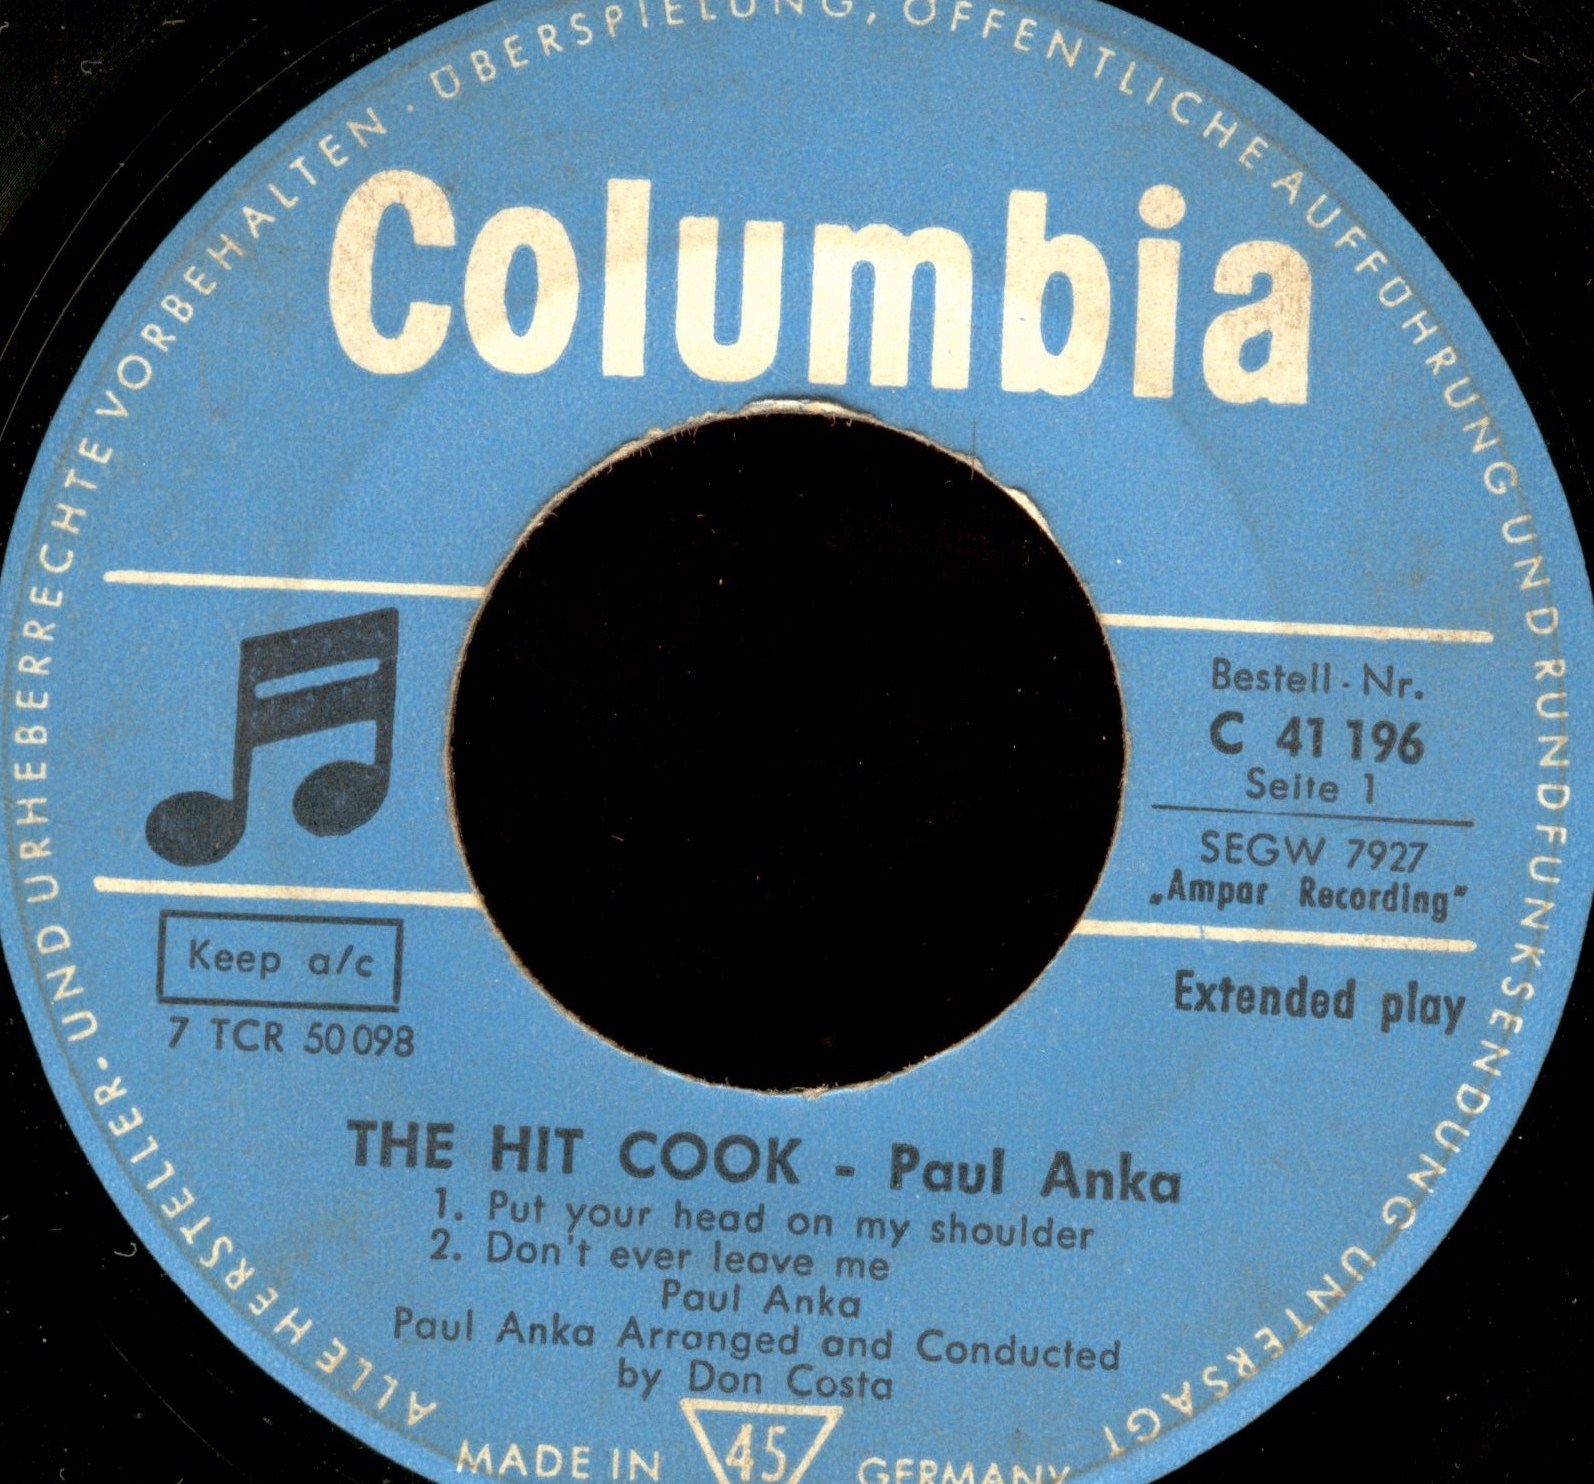 ALLE HERSTELLER- UND URHEBERRECHTE VORBEHALTEN · ÜBERSPIELUNG, ÖFFENTLICHE AUFFÜHRUNG UND RUNDFUNKSENDUNG UNTERSAGT
Columbia
Bestell-Nr.
C 41 196
Seite 1
SEGW 7927
„Ampar Recording"
Extended play
Keep a/c
7 TCR 50 098
THE HIT COOK - Paul Anka
1. Put your head on my shoulder
2. Don't ever leave me
Paul Anka
Paul Anka Arranged and Conducted
by Don Costa
MADE IN 45 GERMANY